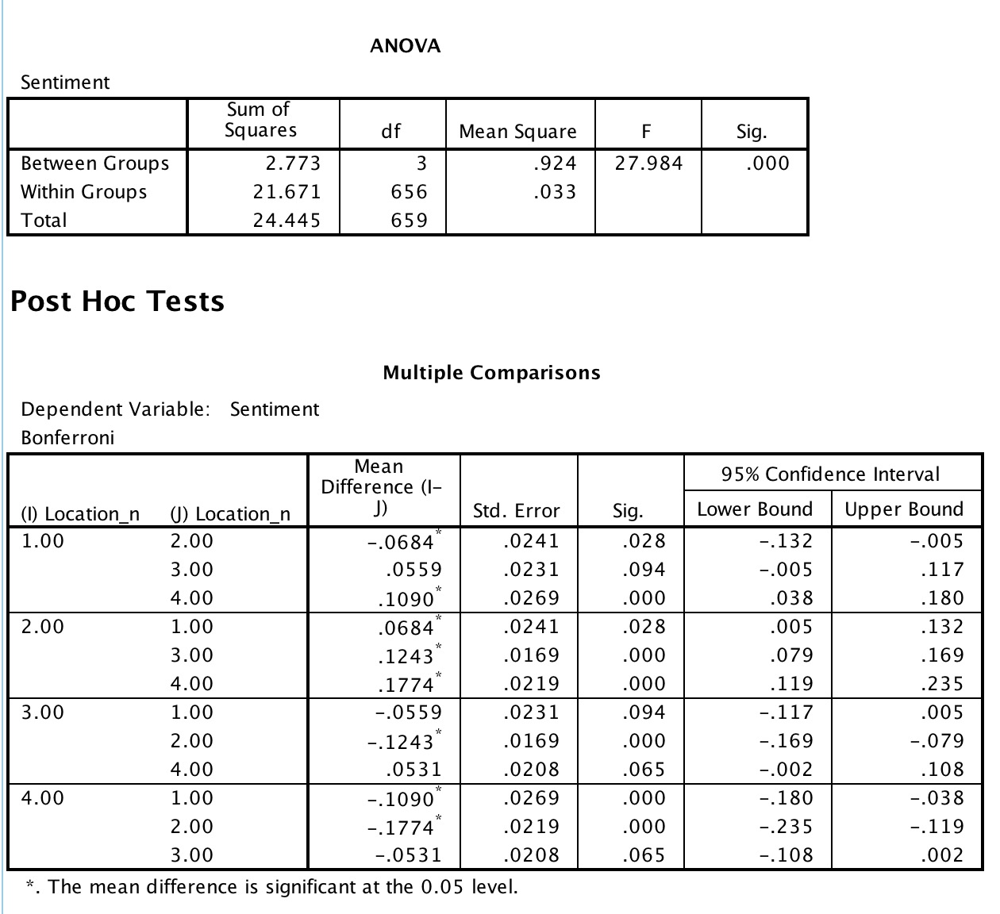 ANOVA
Sentiment
Sum of Squares df Mean Square F Sig.
Between Groups 2.773 3 .924 27.984 .000
Within Groups 21.671 656 .033
Total 24.445 659
Post Hoc Tests
Multiple Comparisons
Dependent Variable: Sentiment
Bonferroni
(I) Location_n (J) Location_n Mean Difference (I-J) Std. Error Sig. 95% Confidence Interval
Lower Bound Upper Bound
1.00 2.00 -.0684* .0241 .028 -.132 -.005
3.00 .0559 .0231 .094 -.005 .117
4.00 .1090* .0269 .000 .038 .180
2.00 1.00 .0684* .0241 .028 .005 .132
3.00 .1243* .0169 .000 .079 .169
4.00 .1774* .0219 .000 .119 .235
3.00 1.00 -.0559 .0231 .094 -.117 .005
2.00 -.1243* .0169 .000 -.169 -.079
4.00 .0531 .0208 .065 -.002 .108
4.00 1.00 -.1090* .0269 .000 -.180 -.038
2.00 -.1774* .0219 .000 -.235 -.119
3.00 -.0531 .0208 .065 -.108 .002
*. The mean difference is significant at the 0.05 level.